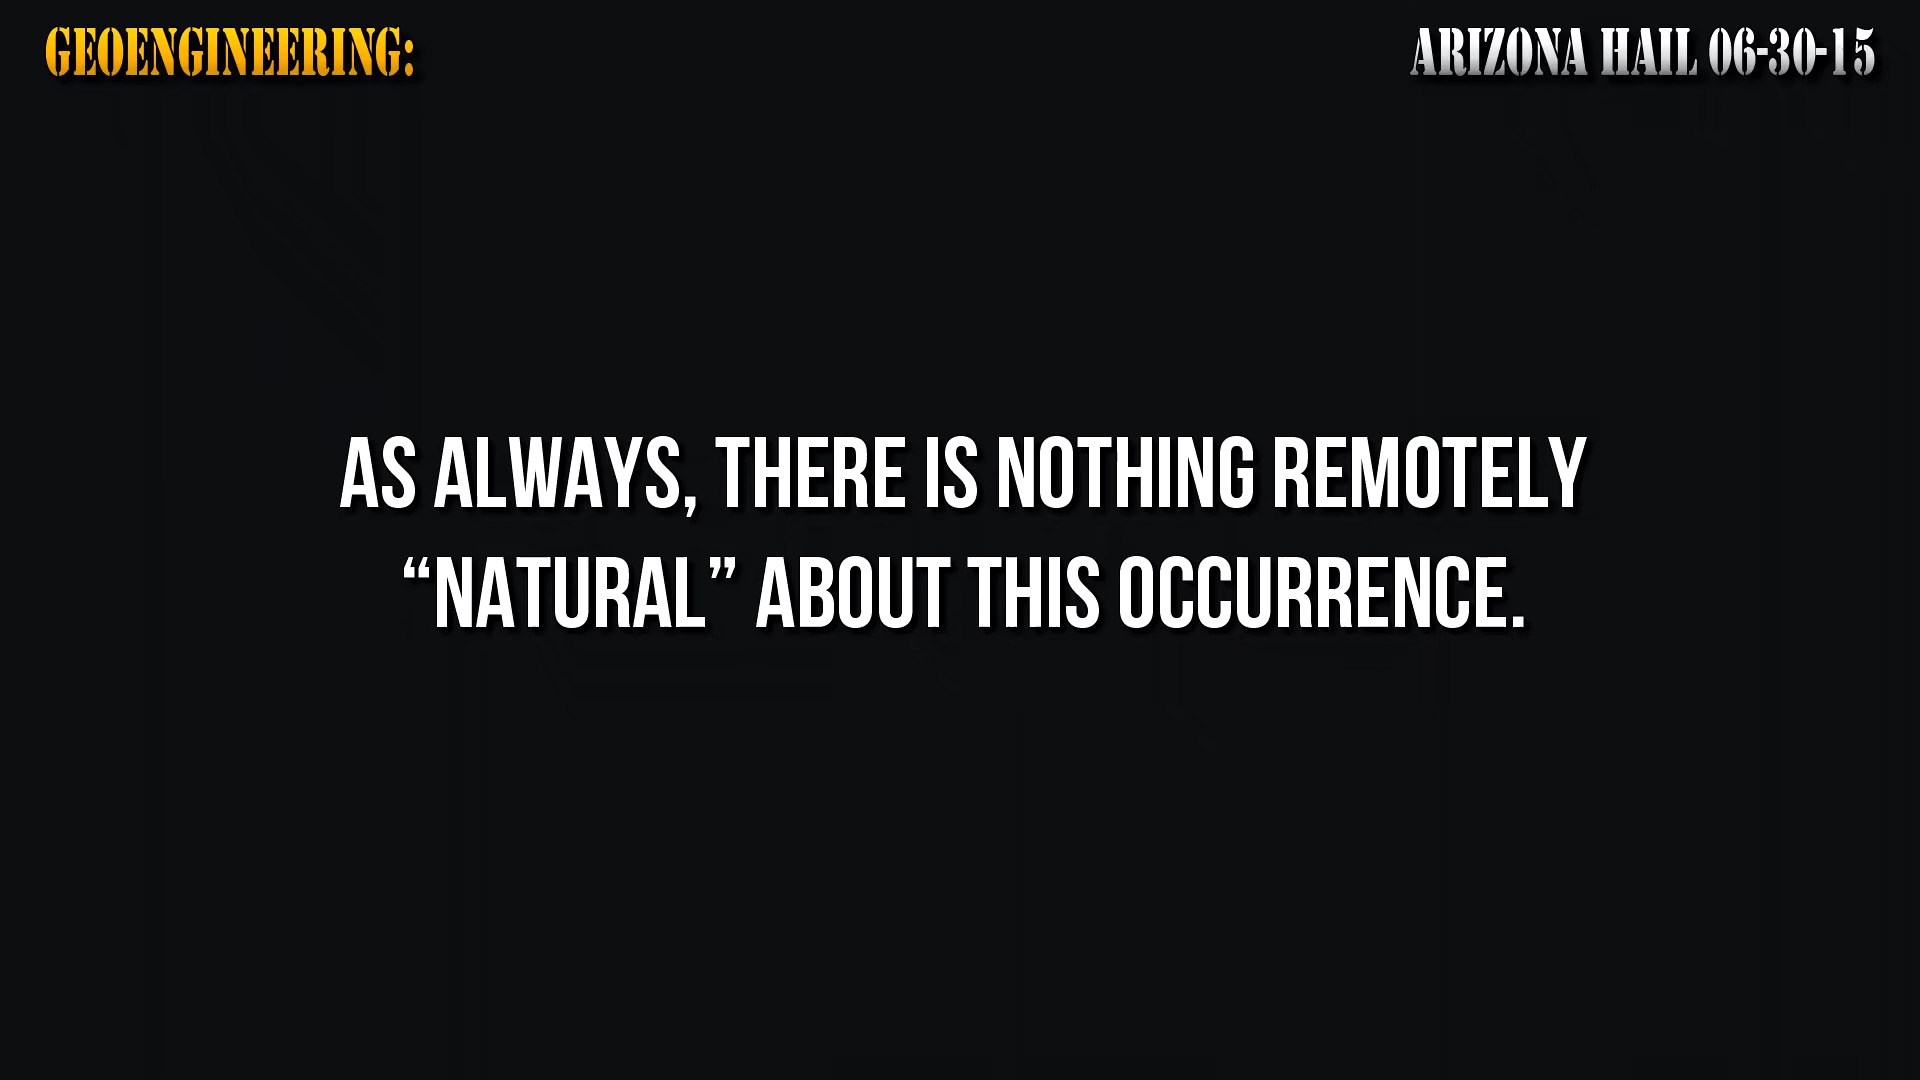 GEOENGINEERING:
ARIZONA HAIL 06-30-15
AS ALWAYS, THERE IS NOTHING REMOTELY
“NATURAL” ABOUT THIS OCCURRENCE.